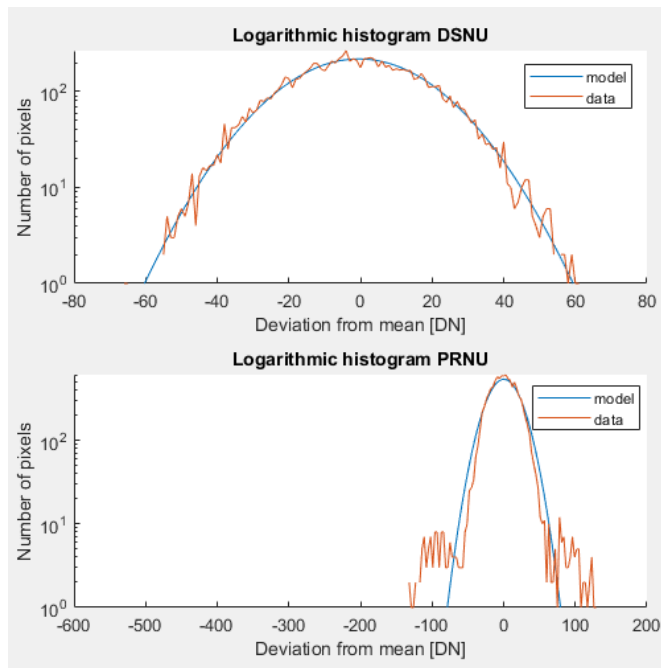 Logarithmic histogram DSNU
Number of pixels
10^2
10^1
10^0
model
data
-80 -60 -40 -20 0 20 40 60 80
Deviation from mean [DN]
Logarithmic histogram PRNU
Number of pixels
10^2
10^1
10^0
model
data
-600 -500 -400 -300 -200 -100 0 100 200
Deviation from mean [DN]